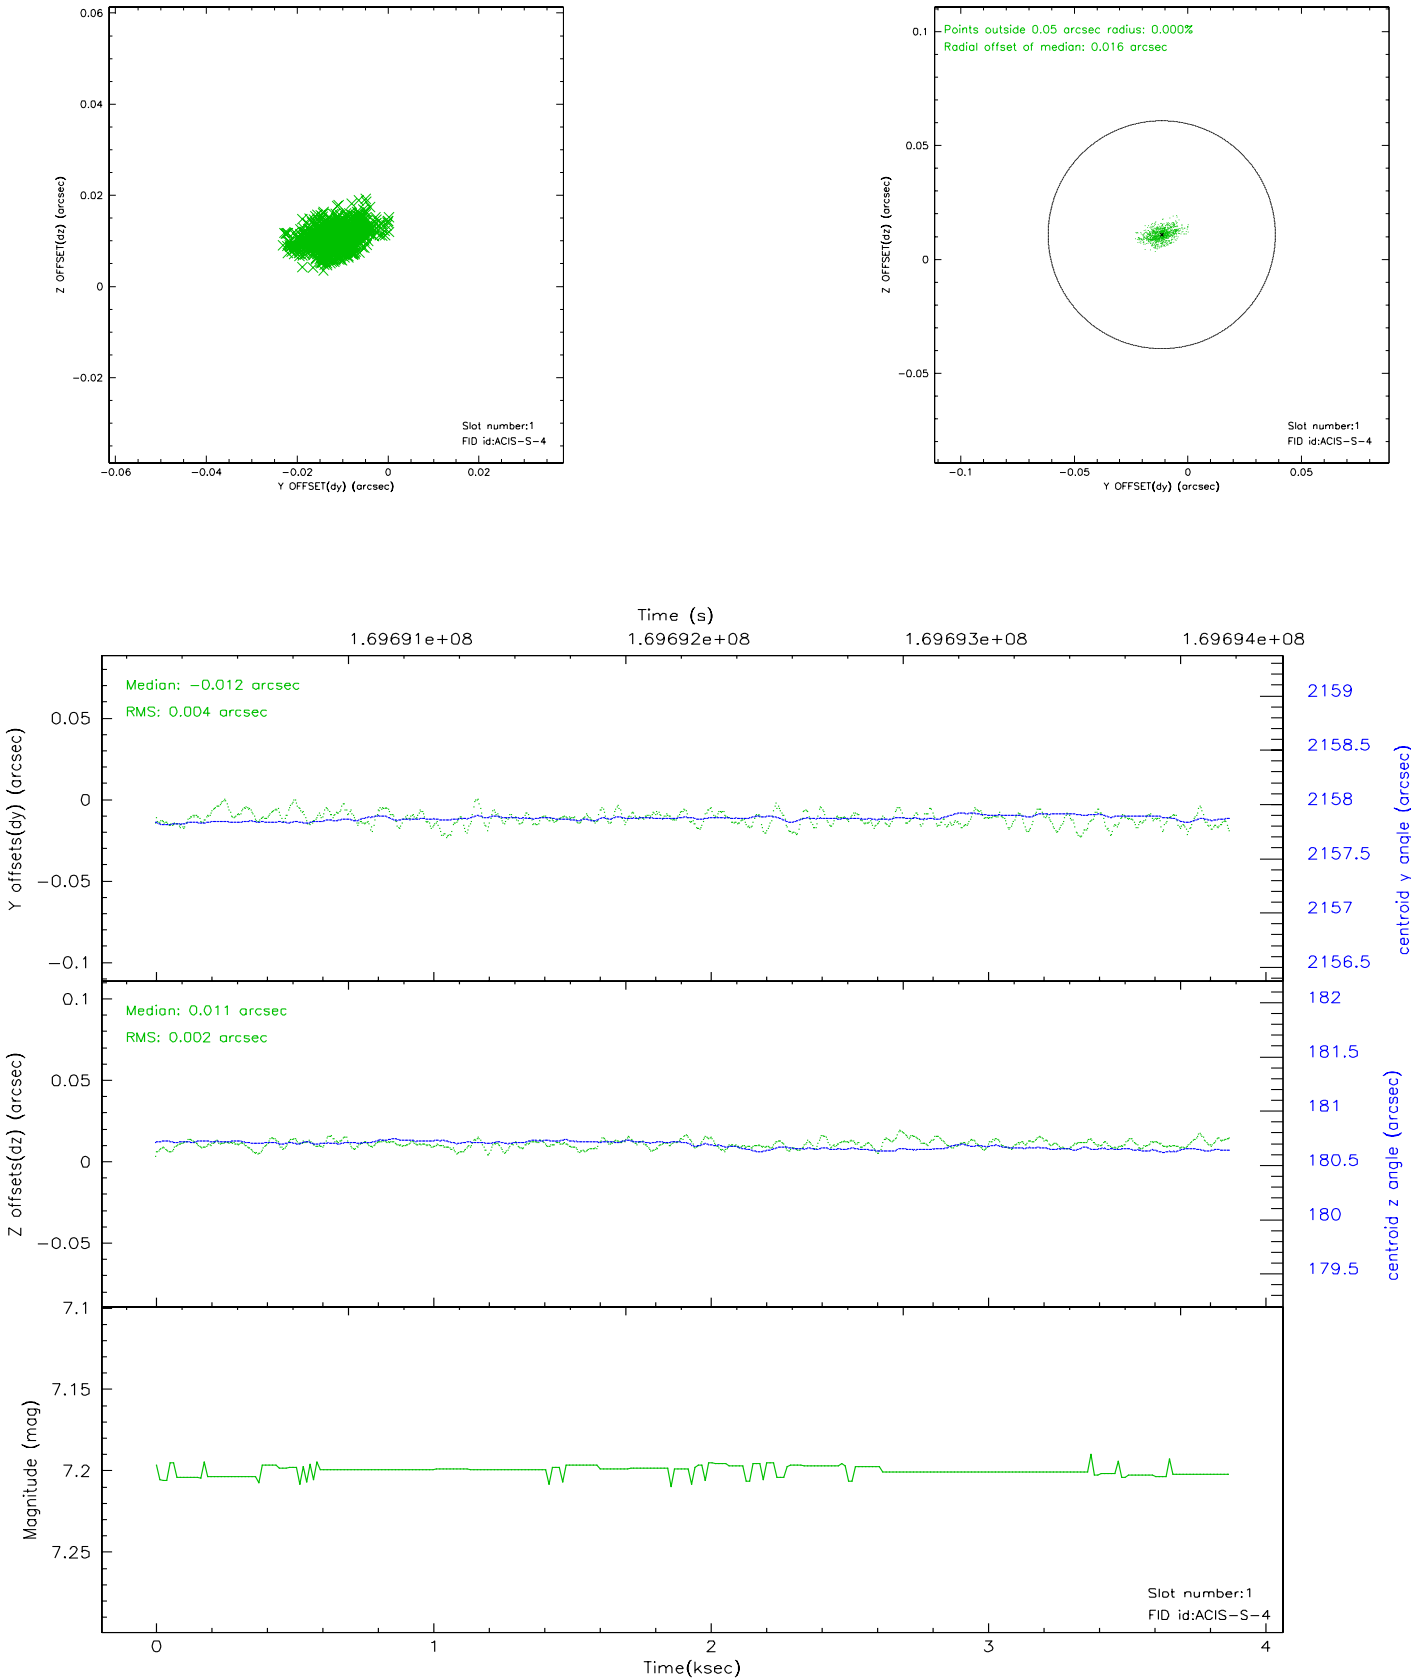 0.06
0.04
0.02
0
−0.02
Z OFFSET(dz) (arcsec)
Slot number:1
FID id:ACIS−S−4
−0.06 −0.04 −0.02 0 0.02
Y OFFSET(dy) (arcsec)
Points outside 0.05 arcsec radius: 0.000%
Radial offset of median: 0.016 arcsec
0.1
0.05
0
−0.05
Z OFFSET(dz) (arcsec)
Slot number:1
FID id:ACIS−S−4
−0.1 −0.05 0 0.05
Y OFFSET(dy) (arcsec)
Time (s)
1.69691e+08 1.69692e+08 1.69693e+08 1.69694e+08
Median: −0.012 arcsec
RMS: 0.004 arcsec
0.05
0
−0.05
−0.1
Y offsets(dy) (arcsec)
2159
2158.5
2158
2157.5
2157
2156.5
centroid y angle (arcsec)
Median: 0.011 arcsec
RMS: 0.002 arcsec
0.1
0.05
0
−0.05
Z offsets(dz) (arcsec)
182
181.5
181
180.5
180
179.5
centroid z angle (arcsec)
7.1
7.15
7.2
7.25
Magnitude (mag)
Slot number:1
FID id:ACIS−S−4
0 1 2 3 4
Time(ksec)